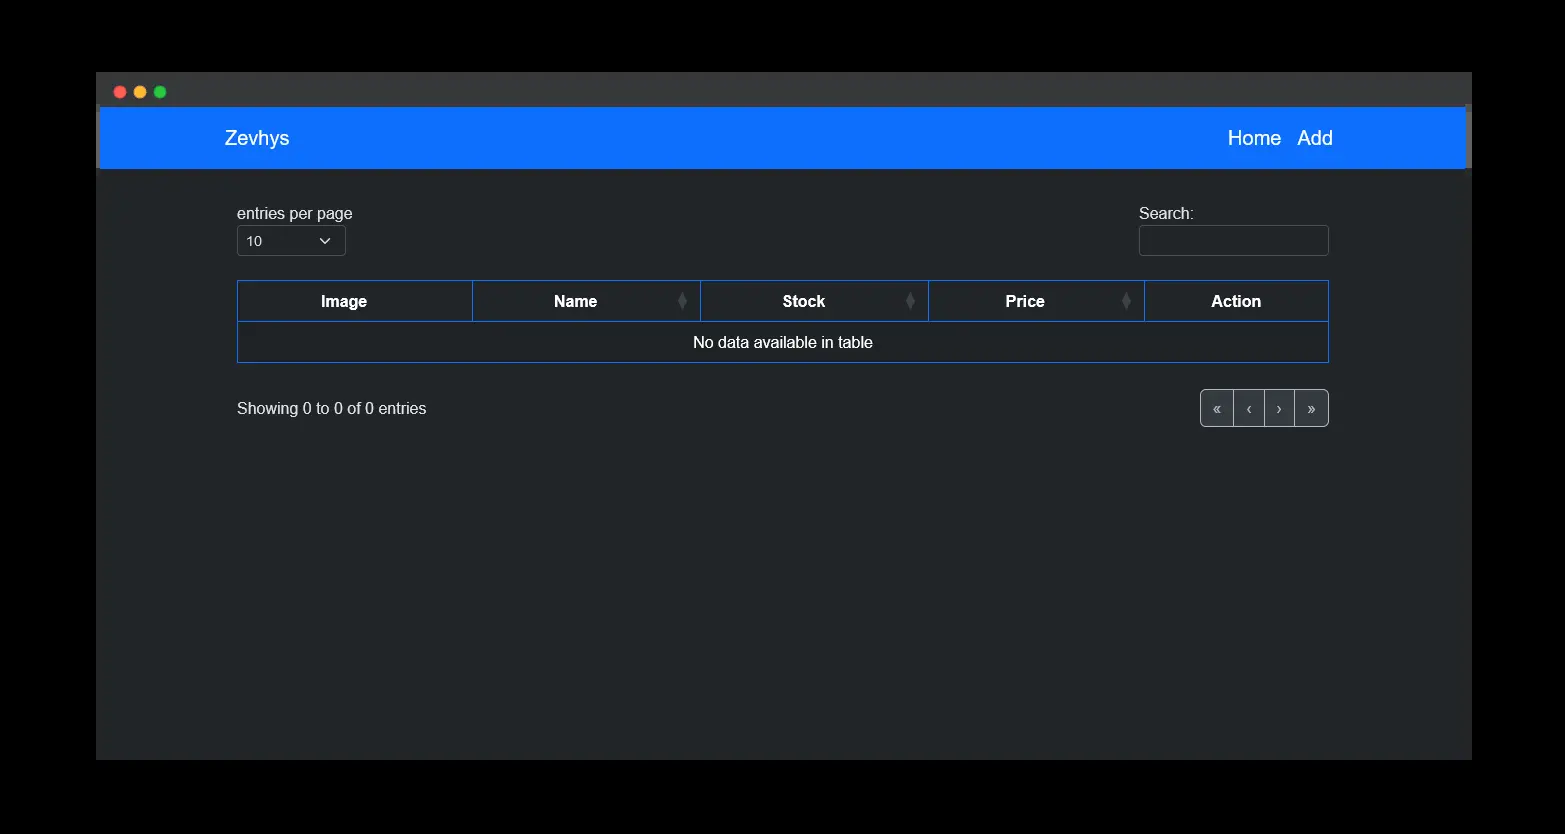 Zevhys Home Add
entries per page Search:
10
Image Name Stock Price Action
No data available in table
Showing 0 to 0 of 0 entries « ‹ › »